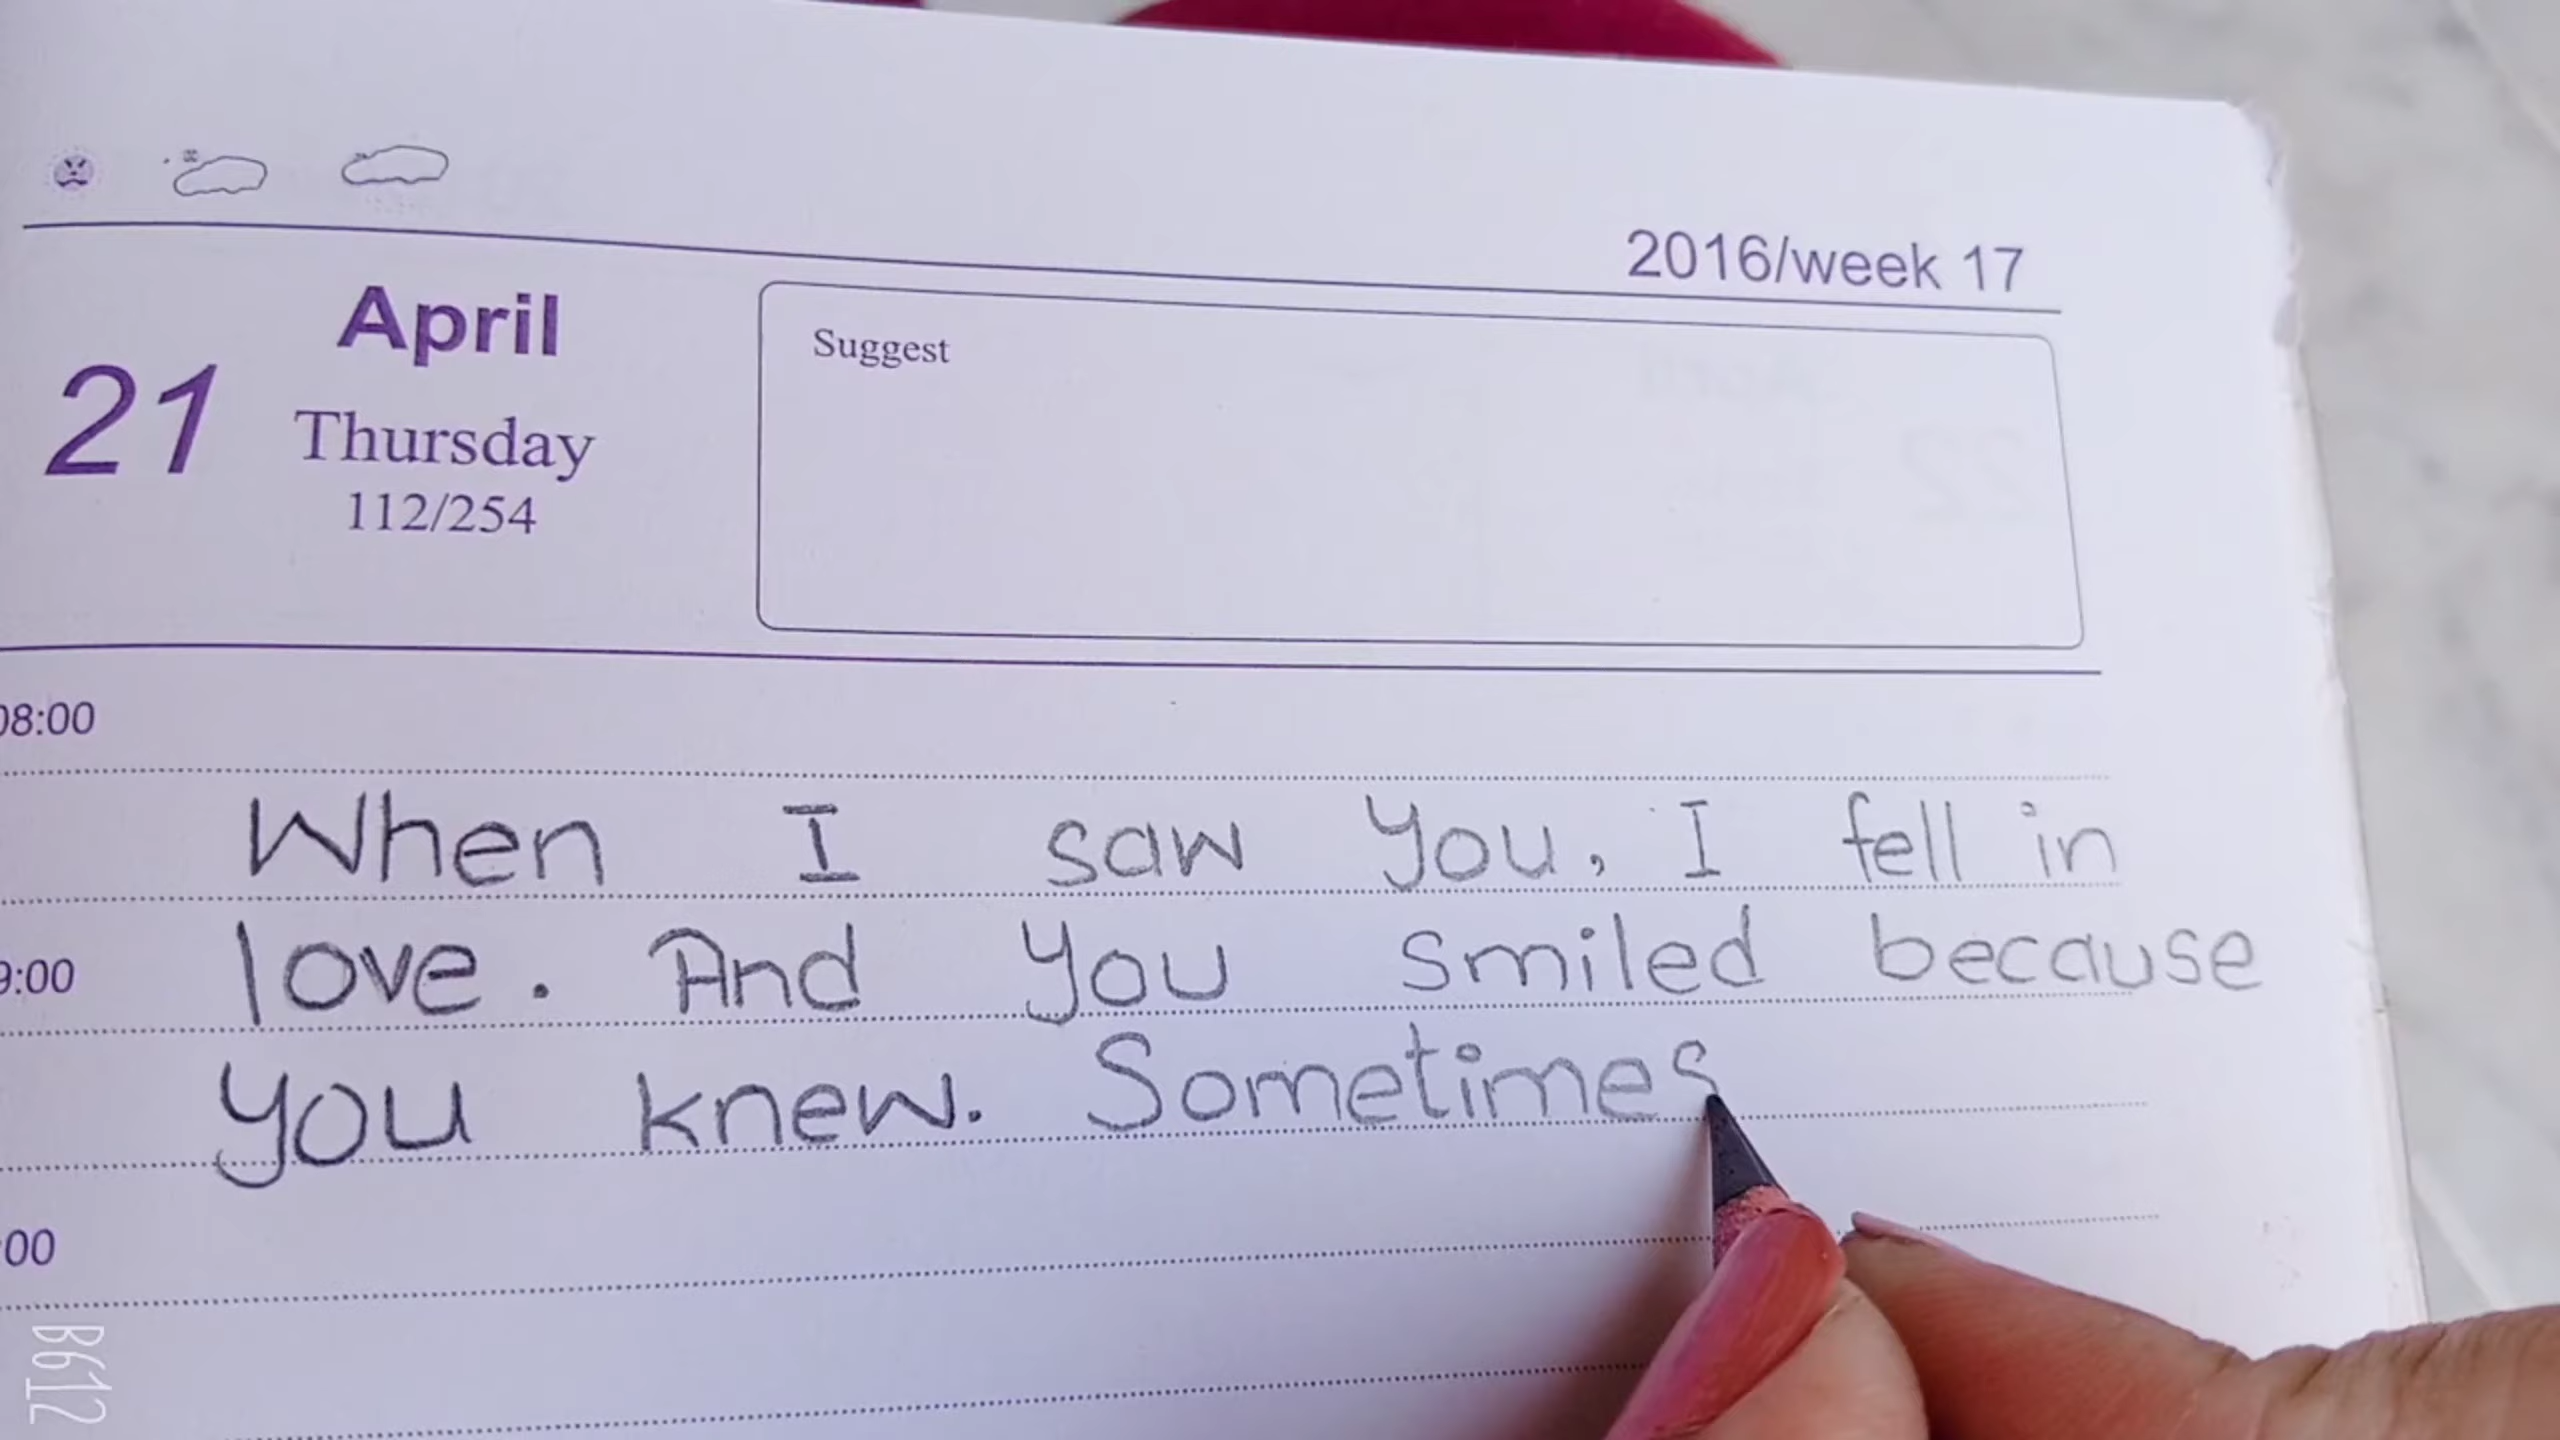 2016/week 17
April
21
Thursday
112/254
Suggest
08:00
When I saw you, I fell in
love. And you smiled because
9:00
you knew. Sometimes
:00
B612